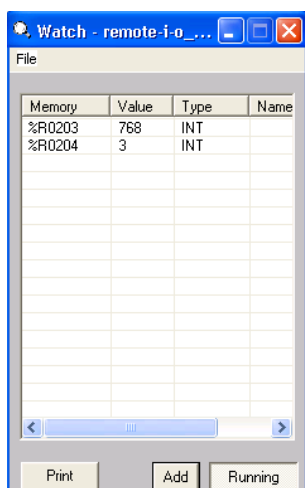 Watch - remote-i-o_...
File
Memory Value Type Name
%R0203 768 INT
%R0204 3 INT
Print Add Running